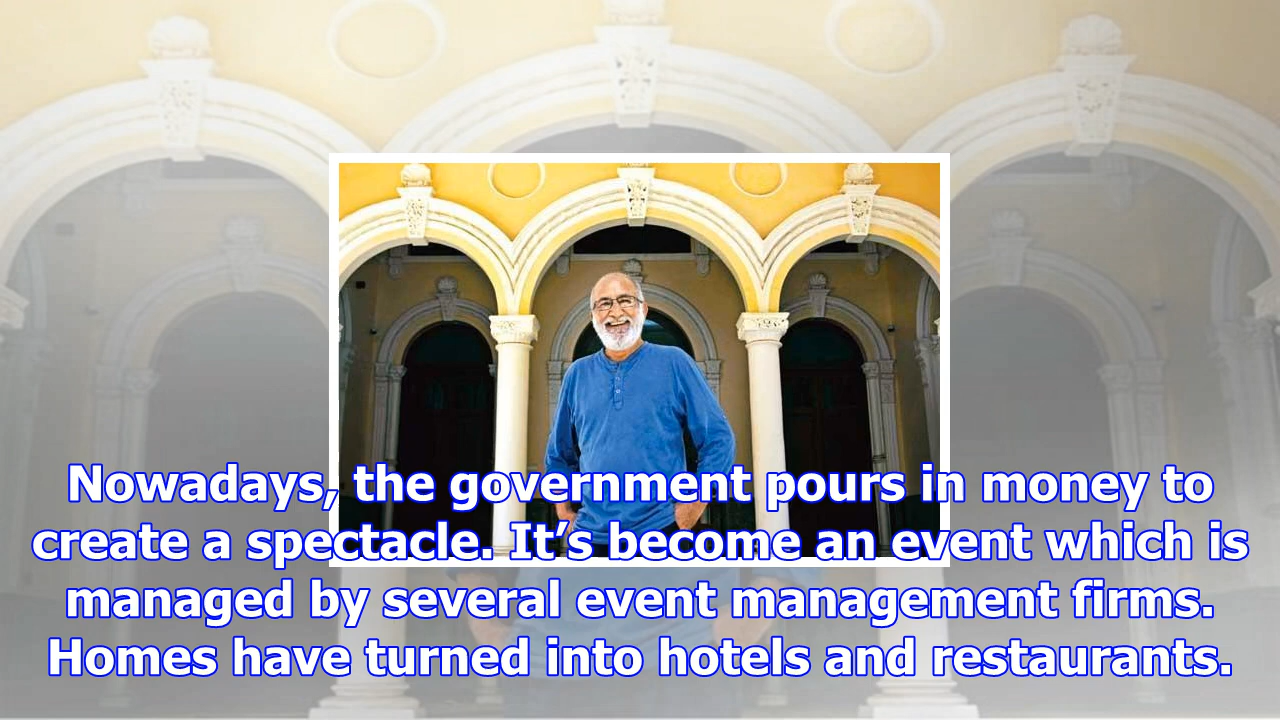 Nowadays, the government pours in money to
create a spectacle. It’s become an event which is
managed by several event management firms.
Homes have turned into hotels and restaurants.